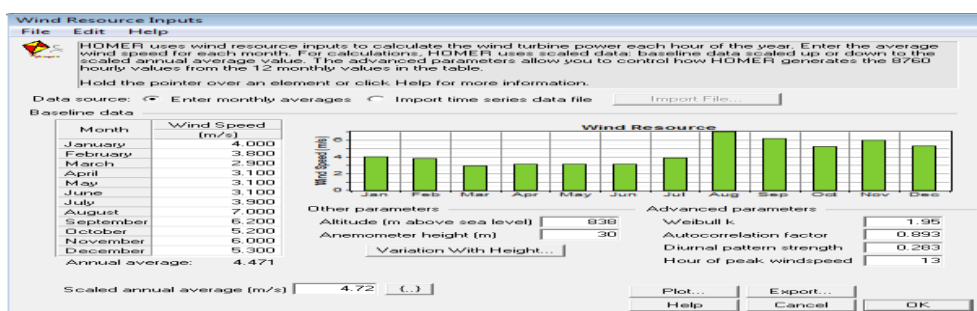 Wind Resource Inputs
File Edit Help
HOMER uses wind resource inputs to calculate the wind turbine power each hour of the year. Enter the average
wind speed for each month. For calculations, HOMER uses scaled data: baseline data scaled up or down to the
scaled annual average value. The advanced parameters allow you to control how HOMER generates the 8760
hourly values from the 12 monthly values in the table.
Hold the pointer over an element or click Help for more information.
Data source: Enter monthly averages Import time series data file Import File...
Baseline data
Month Wind Speed
(m/s)
January 4.000
February 3.800
March 2.900
April 3.100
May 3.100
June 3.100
July 3.900
August 7.000
September 6.200
October 5.200
November 6.000
December 5.300
Annual average: 4.471
Wind Resource
Wind Speed (m/s)
6
4
2
0
Jan Feb Mar Apr May Jun Jul Aug Sep Oct Nov Dec
Other parameters
Altitude (m above sea level) 838
Anemometer height (m) 30
Variation With Height...
Advanced parameters
Weibull k 1.95
Autocorrelation factor 0.893
Diurnal pattern strength 0.283
Hour of peak windspeed 13
Scaled annual average (m/s) 4.72 {..}
Plot... Export...
Help Cancel OK